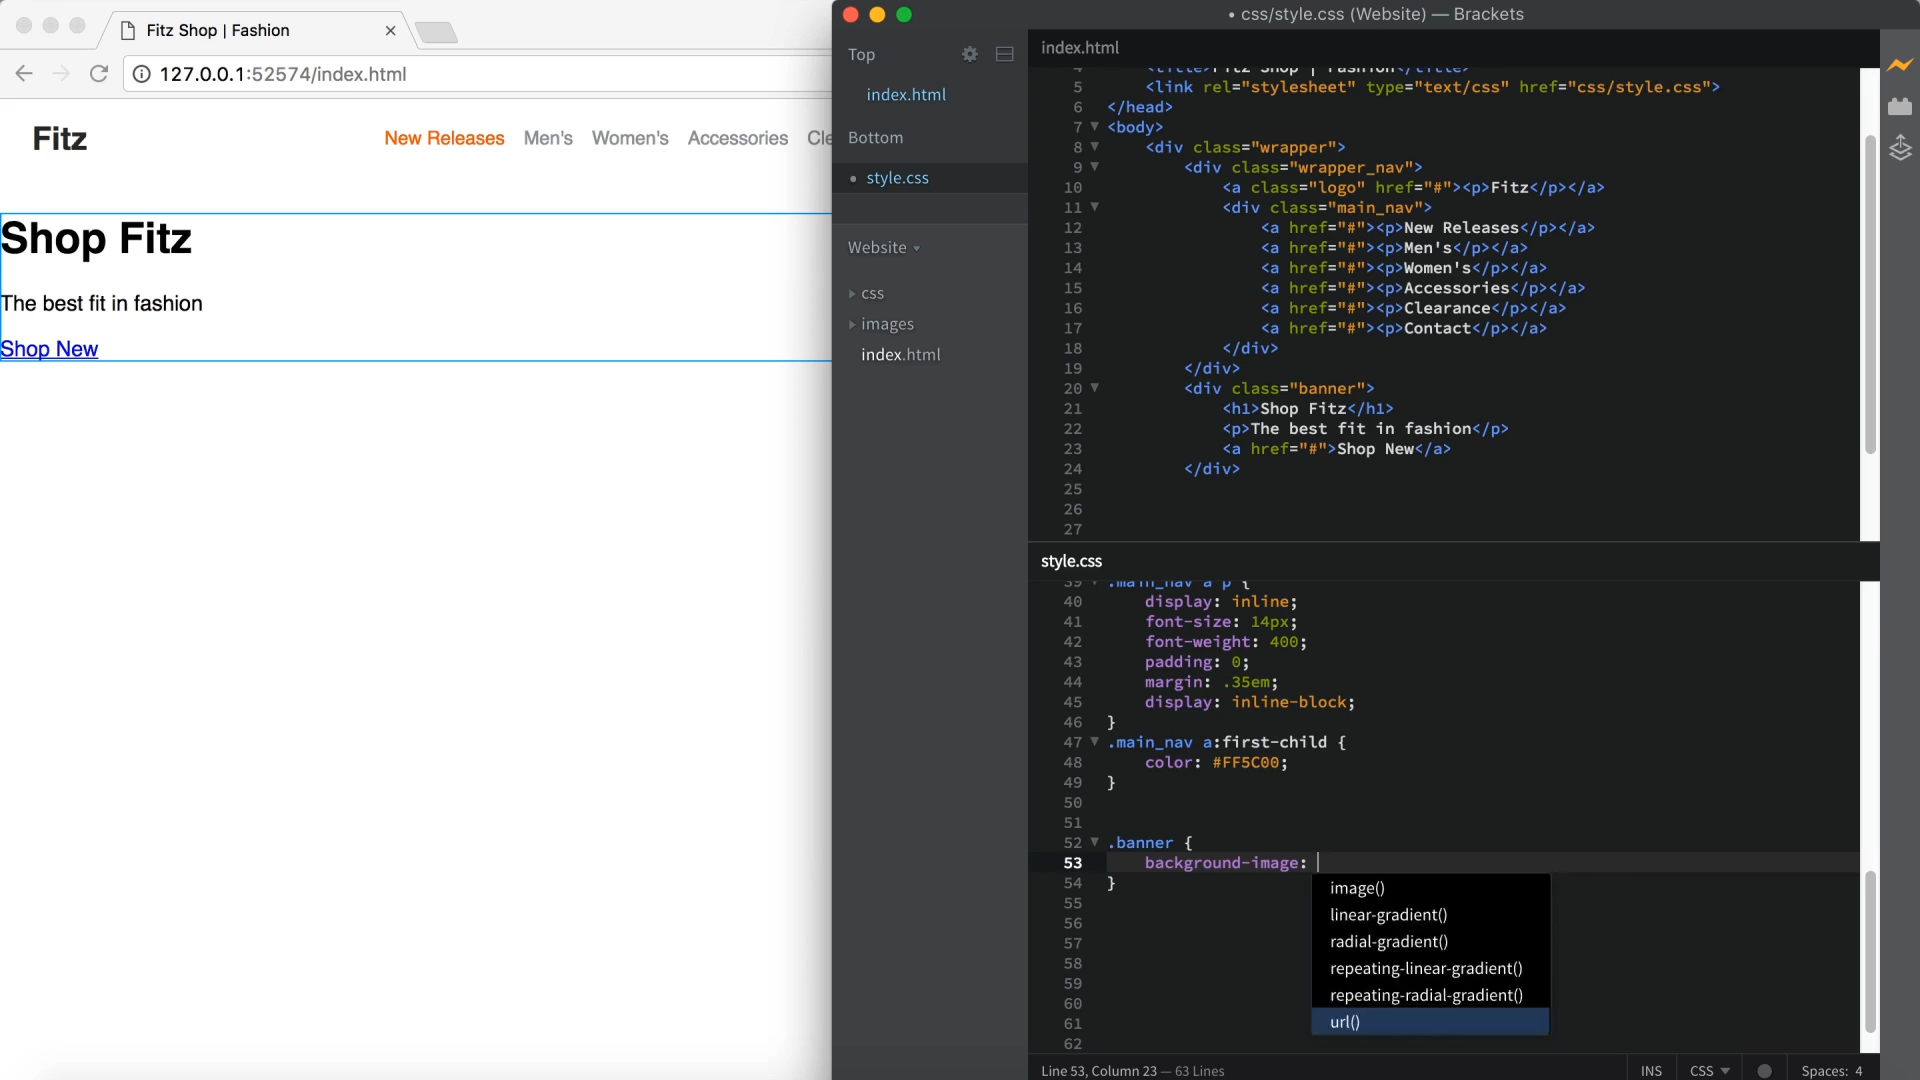 Fitz Shop | Fashion
127.0.0.1:52574/index.html
Fitz
New Releases Men's Women's Accessories Cle
Shop Fitz
The best fit in fashion
Shop New
• css/style.css (Website) — Brackets
Top
index.html
Bottom
• style.css
Website
css
images
index.html
index.html
4 <title>Fitz Shop | Fashion</title>
5 <link rel="stylesheet" type="text/css" href="css/style.css">
6 </head>
7 <body>
8 <div class="wrapper">
9 <div class="wrapper_nav">
10 <a class="logo" href="#"><p>Fitz</p></a>
11 <div class="main_nav">
12 <a href="#"><p>New Releases</p></a>
13 <a href="#"><p>Men's</p></a>
14 <a href="#"><p>Women's</p></a>
15 <a href="#"><p>Accessories</p></a>
16 <a href="#"><p>Clearance</p></a>
17 <a href="#"><p>Contact</p></a>
18 </div>
19 </div>
20 <div class="banner">
21 <h1>Shop Fitz</h1>
22 <p>The best fit in fashion</p>
23 <a href="#">Shop New</a>
24 </div>
25
26
27
style.css
39 .main_nav a p {
40 display: inline;
41 font-size: 14px;
42 font-weight: 400;
43 padding: 0;
44 margin: .35em;
45 display: inline-block;
46 }
47 .main_nav a:first-child {
48 color: #FF5C00;
49 }
50
51
52 .banner {
53 background-image:
54 }
55
56
57
58
59
60
61
62
image()
linear-gradient()
radial-gradient()
repeating-linear-gradient()
repeating-radial-gradient()
url()
Line 53, Column 23 — 63 Lines
INS CSS Spaces: 4